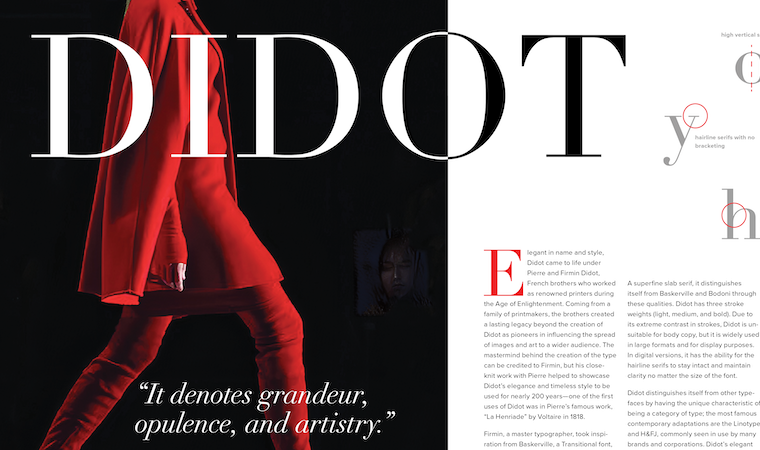 DIDOT
high vertical s
o
y
hairline serifs with no
bracketing
h
Elegant in name and style,
Didot came to life under
Pierre and Firmin Didot,
French brothers who worked
as renowned printers during
the Age of Enlightenment. Coming from a
family of printmakers, the brothers created
a lasting legacy beyond the creation of
Didot as pioneers in influencing the spread
of images and art to a wider audience. The
mastermind behind the creation of the type
can be credited to Firmin, but his close-
knit work with Pierre helped to showcase
Didot's elegance and timeless style to be
used for nearly 200 years—one of the first
uses of Didot was in Pierre's famous work,
"La Henriade" by Voltaire in 1818.
Firmin, a master typographer, took inspi-
ration from Baskerville, a Transitional font,
A superfine slab serif, it distinguishes
itself from Baskerville and Bodoni through
these qualities. Didot has three stroke
weights (light, medium, and bold). Due to
its extreme contrast in strokes, Didot is un-
suitable for body copy, but it is widely used
in large formats and for display purposes.
In digital versions, it has the ability for the
hairline serifs to stay intact and maintain
clarity no matter the size of the font.
Didot distinguishes itself from other type-
faces by having the unique characteristic of
being a category of type; the most famous
contemporary adaptations are the Linotype
and H&FJ, commonly seen in use by many
brands and corporations. Didot's elegant
“It denotes grandeur,
opulence, and artistry.”